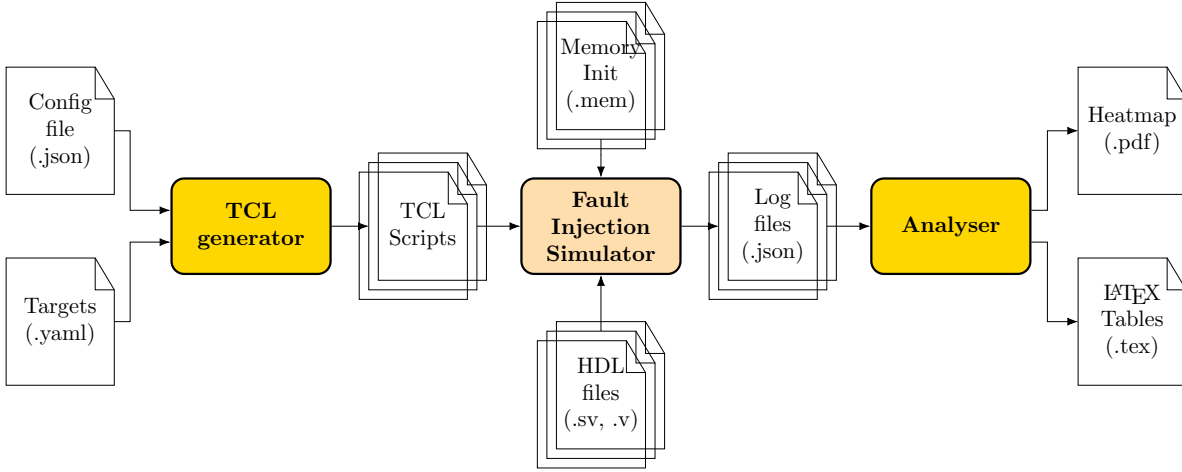 Config
file
(.json)
Targets
(.yaml)
TCL
generator
TCL
Scripts
Memory
Init
(.mem)
Fault
Injection
Simulator
HDL
files
(.sv, .v)
Log
files
(.json)
Analyser
Heatmap
(.pdf)
LATEX
Tables
(.tex)